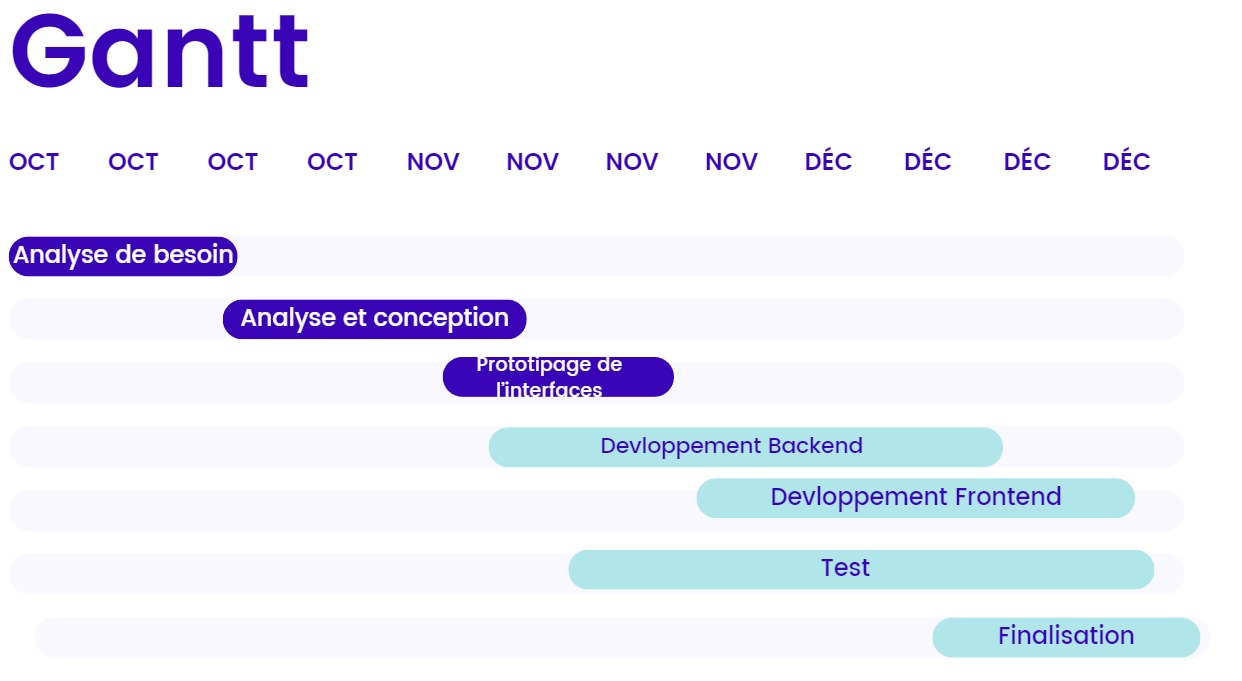 Gantt
OCT OCT OCT OCT NOV NOV NOV NOV DÉC DÉC DÉC DÉC
Analyse de besoin
Analyse et conception
Prototipage de
l'interfaces
Devloppement Backend
Devloppement Frontend
Test
Finalisation